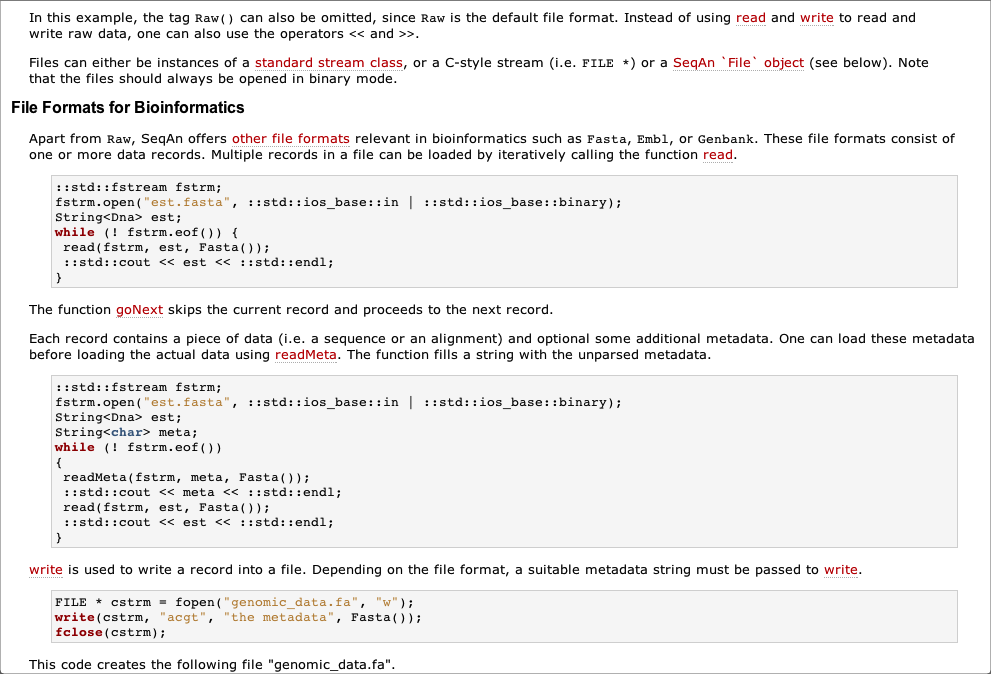 In this example, the tag Raw() can also be omitted, since Raw is the default file format. Instead of using read and write to read and
write raw data, one can also use the operators << and >>.
Files can either be instances of a standard stream class, or a C-style stream (i.e. FILE *) or a SeqAn `File` object (see below). Note
that the files should always be opened in binary mode.
File Formats for Bioinformatics
Apart from Raw, SeqAn offers other file formats relevant in bioinformatics such as Fasta, Embl, or Genbank. These file formats consist of
one or more data records. Multiple records in a file can be loaded by iteratively calling the function read.
::std::fstream fstrm;
fstrm.open("est.fasta", ::std::ios_base::in | ::std::ios_base::binary);
String<Dna> est;
while (! fstrm.eof()) {
 read(fstrm, est, Fasta());
 ::std::cout << est << ::std::endl;
}
The function goNext skips the current record and proceeds to the next record.
Each record contains a piece of data (i.e. a sequence or an alignment) and optional some additional metadata. One can load these metadata
before loading the actual data using readMeta. The function fills a string with the unparsed metadata.
::std::fstream fstrm;
fstrm.open("est.fasta", ::std::ios_base::in | ::std::ios_base::binary);
String<Dna> est;
String<char> meta;
while (! fstrm.eof())
{
 readMeta(fstrm, meta, Fasta());
 ::std::cout << meta << ::std::endl;
 read(fstrm, est, Fasta());
 ::std::cout << est << ::std::endl;
}
write is used to write a record into a file. Depending on the file format, a suitable metadata string must be passed to write.
FILE * cstrm = fopen("genomic_data.fa", "w");
write(cstrm, "acgt", "the metadata", Fasta());
fclose(cstrm);
This code creates the following file "genomic_data.fa".